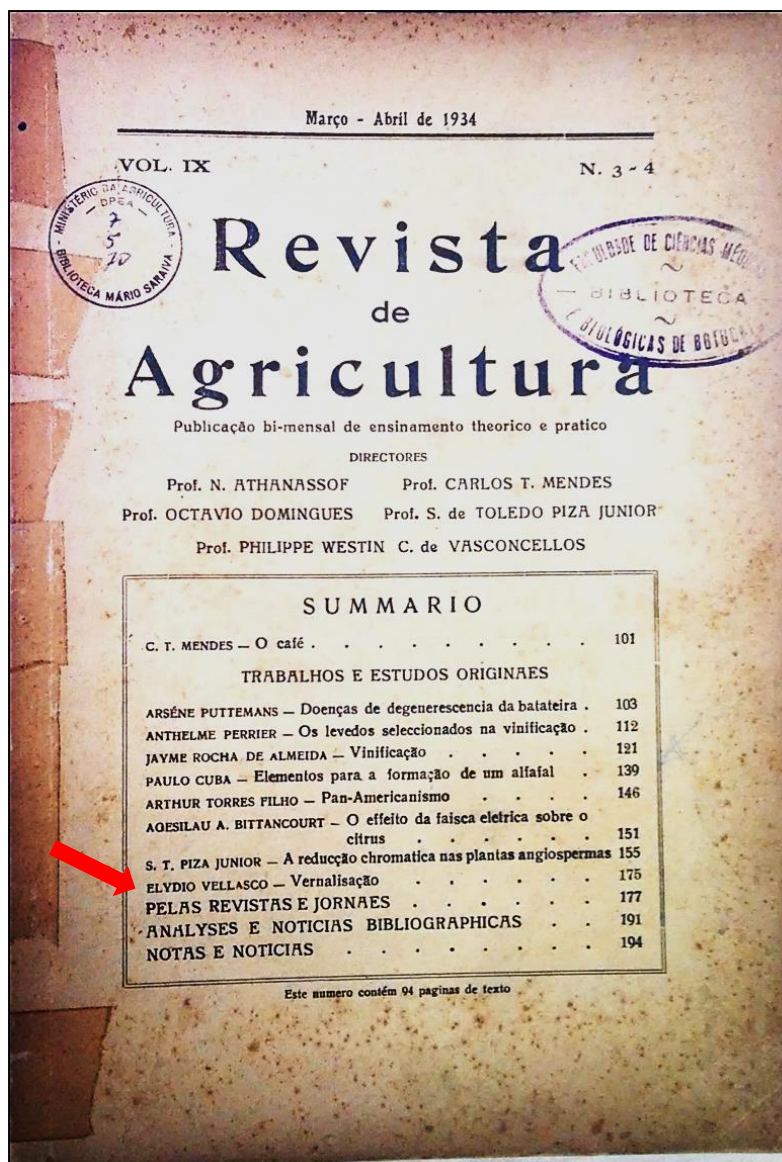 Março - Abril de 1934
VOL. IX N. 3-4
MINISTÉRIO DA AGRICULTURA
DPEA
7
5
70
BIBLIOTECA MÁRIO SARAIVA
FACULDADE DE CIÊNCIAS
BIBLIOTECA
E BIOLÓGICAS DE
Revista
de
Agricultura
Publicação bi-mensal de ensinamento theorico e pratico
DIRECTORES
Prof. N. ATHANASSOF Prof. CARLOS T. MENDES
Prof. OCTAVIO DOMINGUES Prof. S. de TOLEDO PIZA JUNIOR
Prof. PHILIPPE WESTIN C. de VASCONCELLOS
SUMMARIO
C. T. MENDES — O café . . . . . . . . . 101
TRABALHOS E ESTUDOS ORIGINAES
ARSÉNE PUTTEMANS — Doenças de degenerescencia da batateira . 103
ANTHELME PERRIER — Os levedos seleccionados na vinificação . 112
JAYME ROCHA DE ALMEIDA — Vinificação . . . . . 121
PAULO CUBA — Elementos para a formação de um alfafal . 139
ARTHUR TORRES FILHO — Pan-Americanismo . . . . 146
AGESILAU A. BITTANCOURT — O effeito da faisca eletrica sobre o
citrus . . . . . . 151
S. T. PIZA JUNIOR — A reducção chromatica nas plantas angiospermas 155
ELYDIO VELLASCO — Vernalisação . . . . . . 175
PELAS REVISTAS E JORNAES . . . . . . 177
ANALYSES E NOTICIAS BIBLIOGRAPHICAS . . 191
NOTAS E NOTICIAS . . . . . . . . 194
Este numero contém 94 paginas de texto